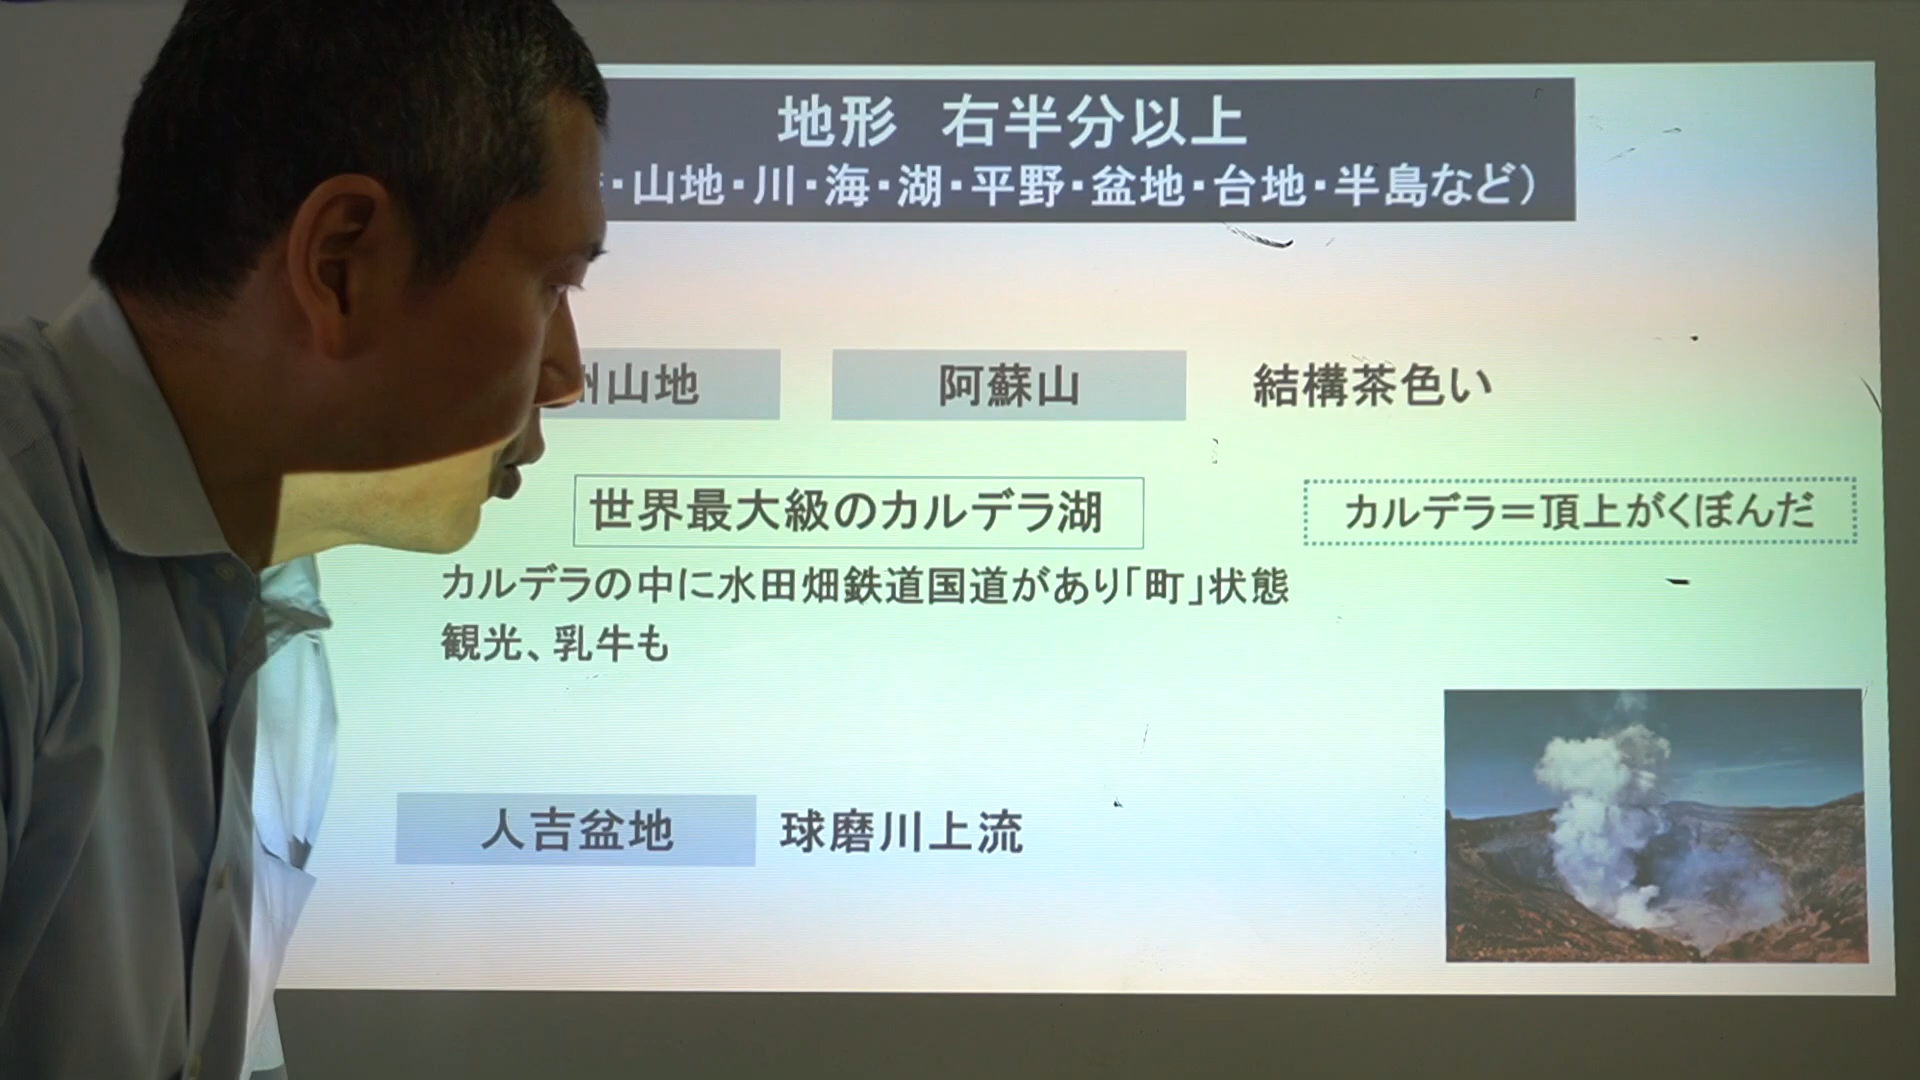 地形 右半分以上
・山地・川・海・湖・平野・盆地・台地・半島など）
州山地 阿蘇山 結構茶色い
世界最大級のカルデラ湖 カルデラ＝頂上がくぼんだ
カルデラの中に水田畑鉄道国道があり「町」状態
観光、乳牛も
人吉盆地 球磨川上流